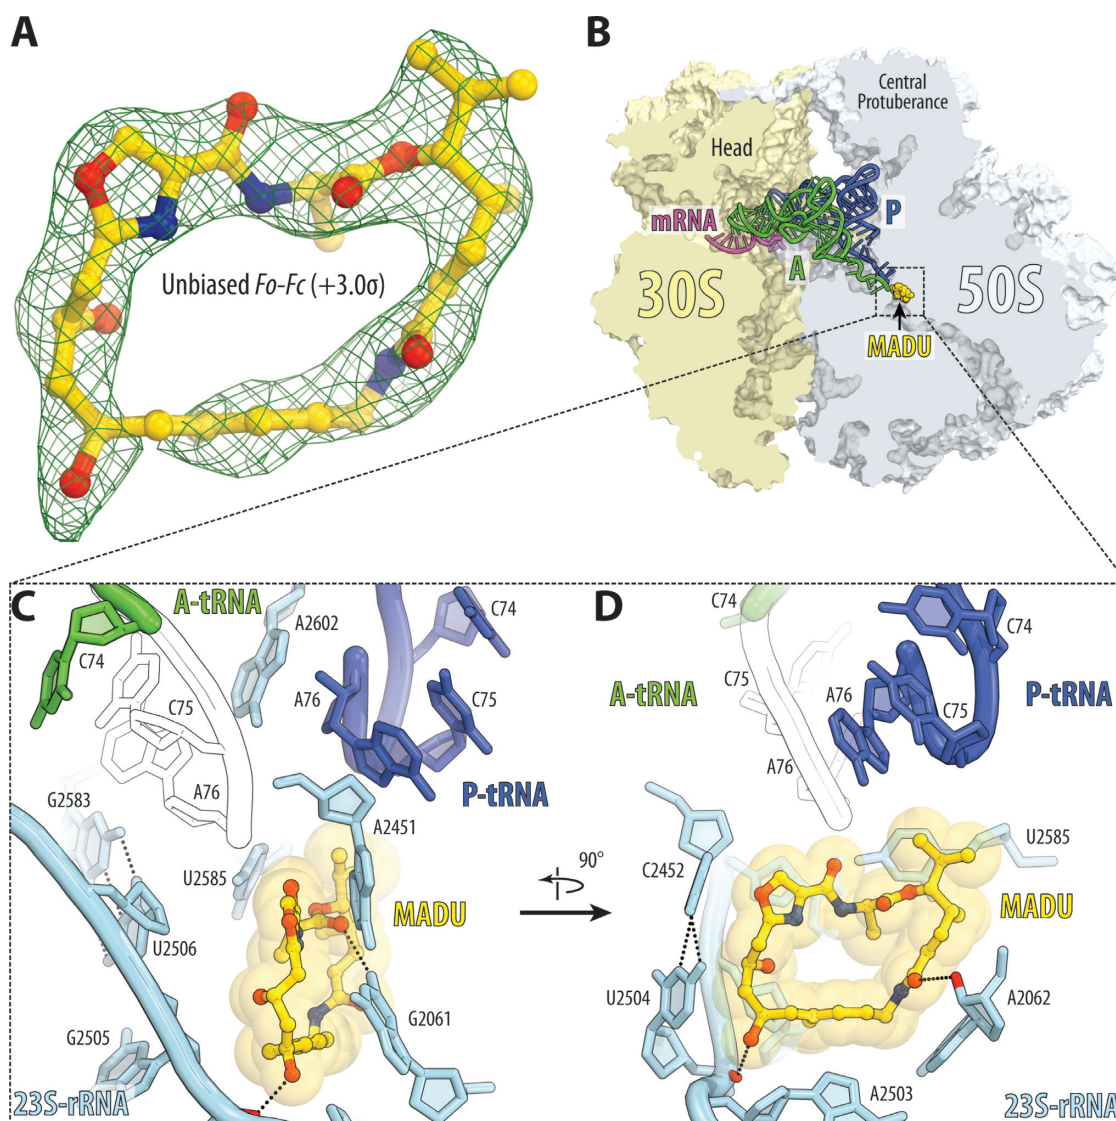 A
Unbiased Fo-Fc (+3.0σ)
B
Central
Protuberance
Head
mRNA
P
A
30S
50S
MADU
C
A-tRNA
A2602
C74
C74
C75
A76
C75
A76
P-tRNA
G2583
A2451
U2585
MADU
U2506
G2505
G2061
23S-rRNA
90°
D
C74
C74
A-tRNA
C75
A76
C75
P-tRNA
A76
U2585
C2452
MADU
U2504
A2062
A2503
23S-rRNA